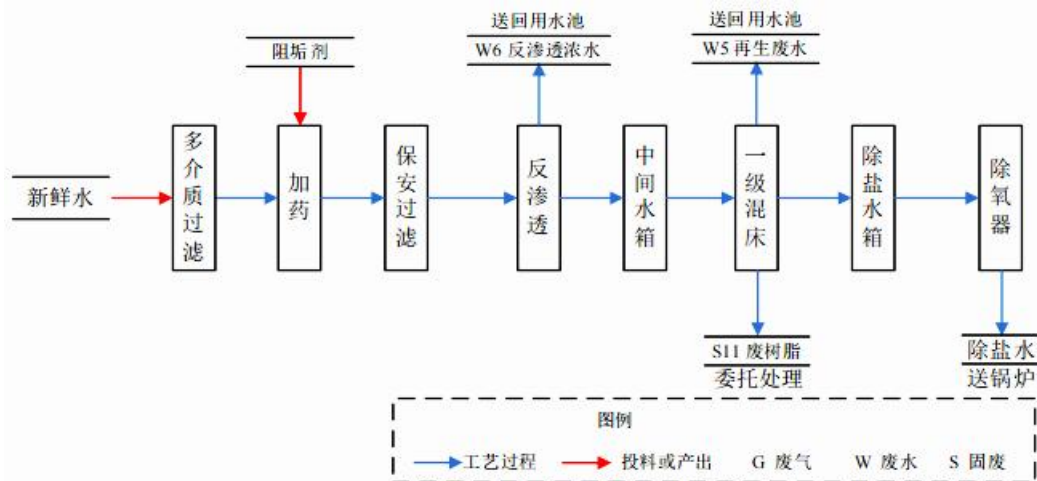 送回用水池
W6 反渗透浓水
送回用水池
W5 再生废水
阻垢剂
新鲜水
多介质过滤
加药
保安过滤
反渗透
中间水箱
一级混床
除盐水箱
除氧器
S11 废树脂
委托处理
除盐水
送锅炉
图例
工艺过程
投料或产出
G 废气
W 废水
S 固废